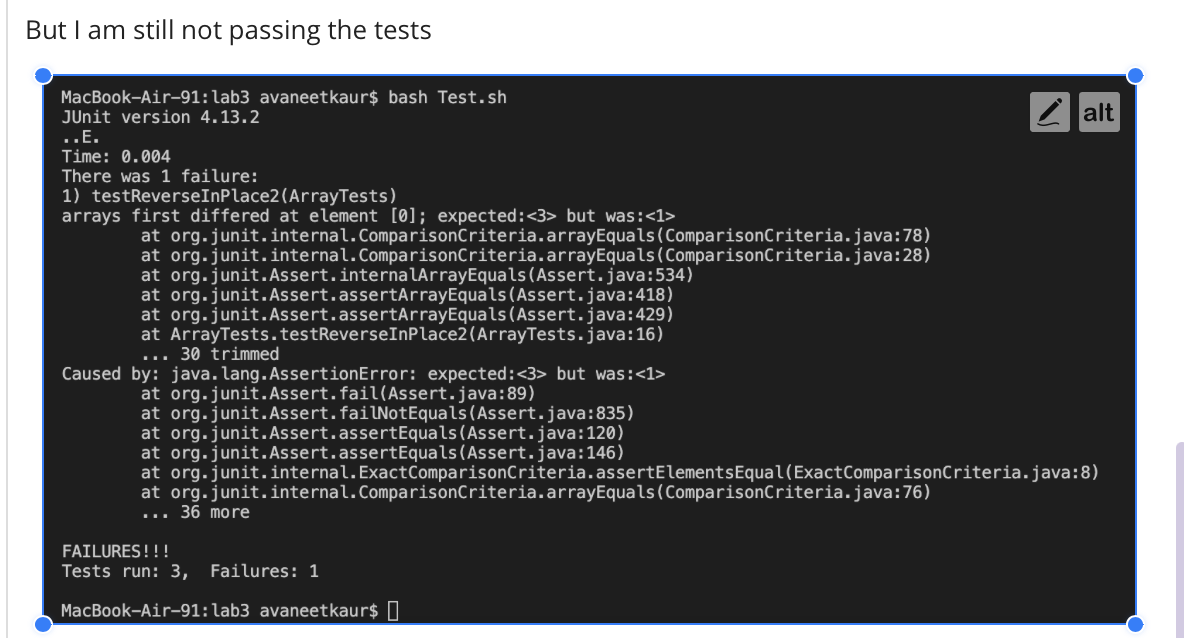 But I am still not passing the tests
alt
MacBook-Air-91:lab3 avaneetkaur$ bash Test.sh
JUnit version 4.13.2
..E.
Time: 0.004
There was 1 failure:
1) testReverseInPlace2(ArrayTests)
arrays first differed at element [0]; expected:<3> but was:<1>
        at org.junit.internal.ComparisonCriteria.arrayEquals(ComparisonCriteria.java:78)
        at org.junit.internal.ComparisonCriteria.arrayEquals(ComparisonCriteria.java:28)
        at org.junit.Assert.internalArrayEquals(Assert.java:534)
        at org.junit.Assert.assertArrayEquals(Assert.java:418)
        at org.junit.Assert.assertArrayEquals(Assert.java:429)
        at ArrayTests.testReverseInPlace2(ArrayTests.java:16)
        ... 30 trimmed
Caused by: java.lang.AssertionError: expected:<3> but was:<1>
        at org.junit.Assert.fail(Assert.java:89)
        at org.junit.Assert.failNotEquals(Assert.java:835)
        at org.junit.Assert.assertEquals(Assert.java:120)
        at org.junit.Assert.assertEquals(Assert.java:146)
        at org.junit.internal.ExactComparisonCriteria.assertElementsEqual(ExactComparisonCriteria.java:8)
        at org.junit.internal.ComparisonCriteria.arrayEquals(ComparisonCriteria.java:76)
        ... 36 more
FAILURES!!!
Tests run: 3,  Failures: 1
MacBook-Air-91:lab3 avaneetkaur$